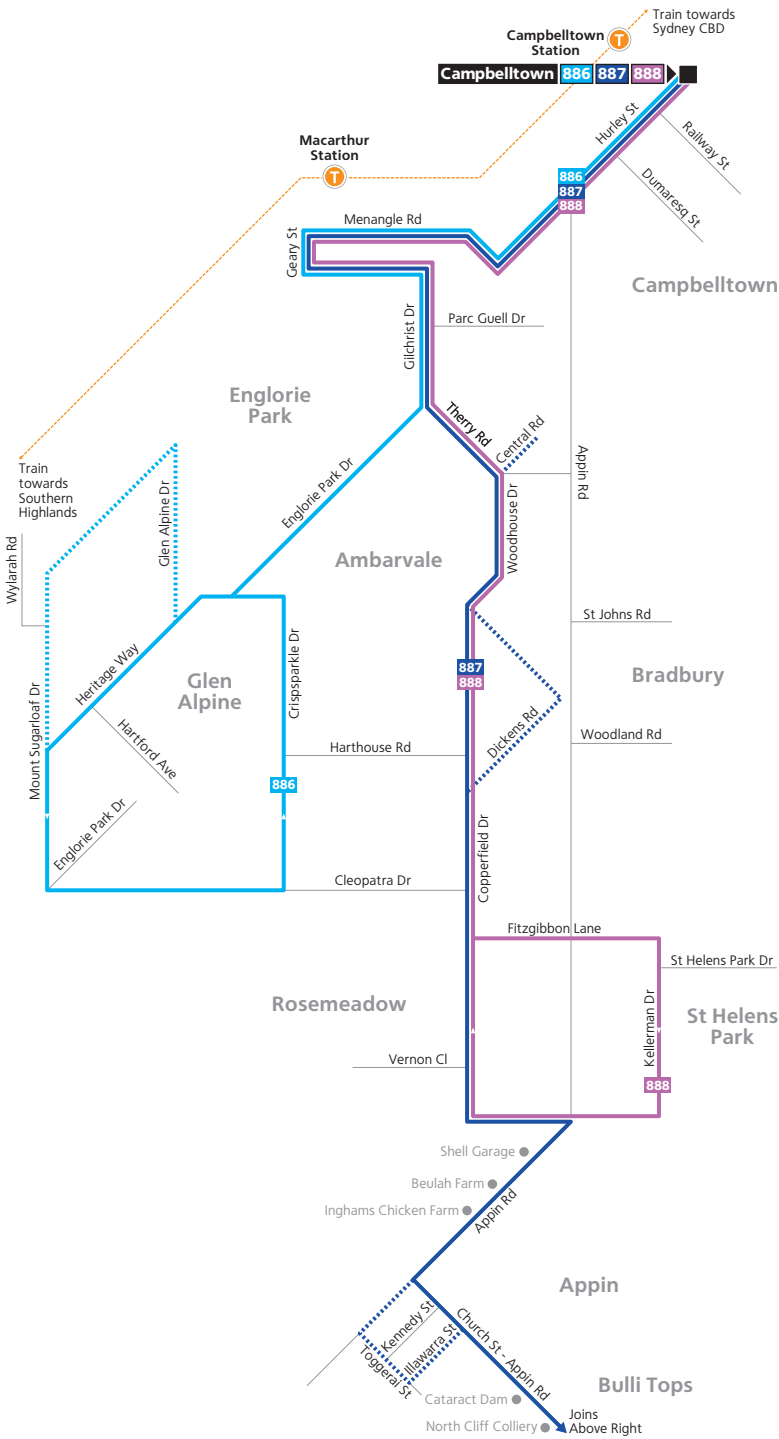 Train towards
Sydney CBD
Campbelltown
Station
T
Campbelltown 886 887 888
Hurley St
Railway St
Dumaresq St
Macarthur
Station
T
886
887
888
Menangle Rd
Geary St
Campbelltown
Gilchrist Dr
Parc Guell Dr
Englorie
Park
Therry Rd
Central Rd
Appin Rd
Train
towards
Southern
Highlands
Glen Alpine Dr
Englorie Park Dr
Woodhouse Dr
Wylarah Rd
Ambarvale
St Johns Rd
Heritage Way
Crispsparkle Dr
Glen
Alpine
887
888
Bradbury
Mount Sugarloaf Dr
Hartford Ave
Harthouse Rd
Dickens Rd
Woodland Rd
886
Englorie Park Dr
Copperfield Dr
Cleopatra Dr
Fitzgibbon Lane
St Helens Park Dr
Rosemeadow
Kellerman Dr
St Helens
Park
Vernon Cl
888
Shell Garage
Beulah Farm
Inghams Chicken Farm
Appin Rd
Appin
Kennedy St
Church St - Appin Rd
Illawarra St
Toggeral St
Bulli Tops
Cataract Dam
Joins
Above Right
North Cliff Colliery